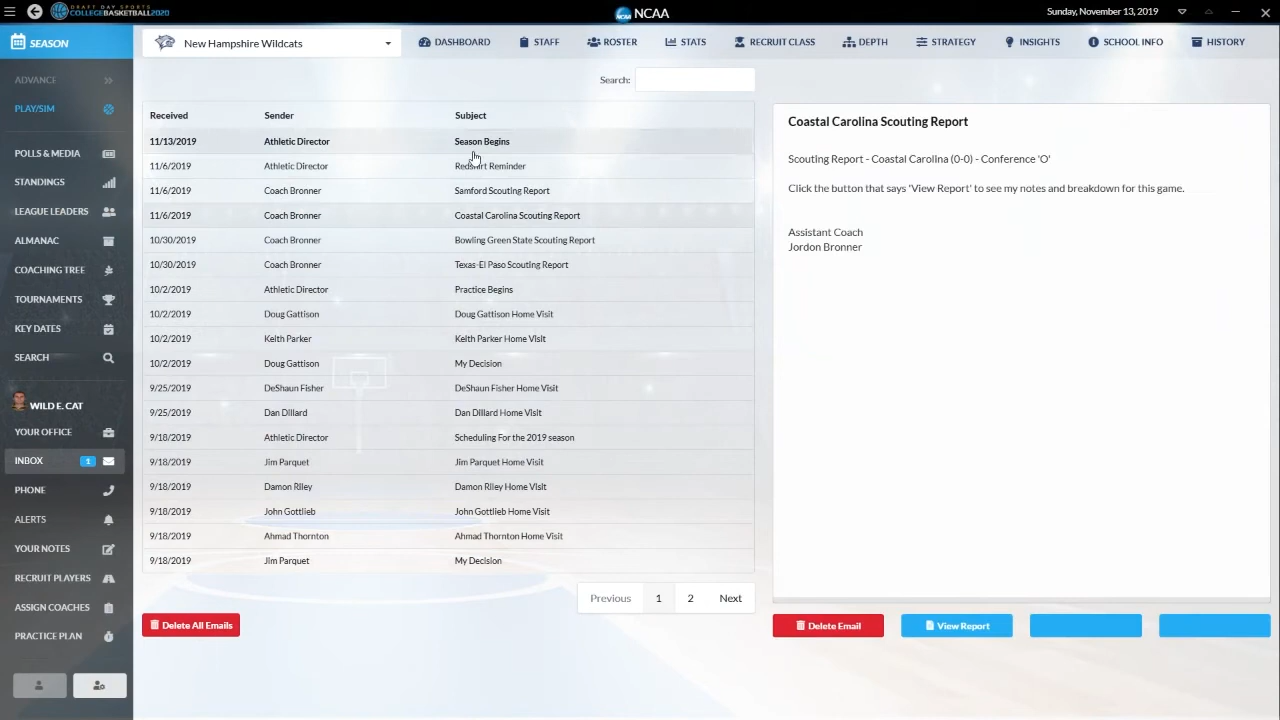 DRAFT DAY SPORTS
COLLEGEBASKETBALL2020
NCAA
Sunday, November 13, 2019
SEASON
New Hampshire Wildcats
DASHBOARD
STAFF
ROSTER
STATS
RECRUIT CLASS
DEPTH
STRATEGY
INSIGHTS
SCHOOL INFO
HISTORY
ADVANCE
PLAY/SIM
POLLS & MEDIA
STANDINGS
LEAGUE LEADERS
ALMANAC
COACHING TREE
TOURNAMENTS
KEY DATES
SEARCH
WILD E. CAT
YOUR OFFICE
INBOX 1
PHONE
ALERTS
YOUR NOTES
RECRUIT PLAYERS
ASSIGN COACHES
PRACTICE PLAN
Search:
Received Sender Subject
11/13/2019 Athletic Director Season Begins
11/6/2019 Athletic Director Redshirt Reminder
11/6/2019 Coach Bronner Samford Scouting Report
11/6/2019 Coach Bronner Coastal Carolina Scouting Report
10/30/2019 Coach Bronner Bowling Green State Scouting Report
10/30/2019 Coach Bronner Texas-El Paso Scouting Report
10/2/2019 Athletic Director Practice Begins
10/2/2019 Doug Gattison Doug Gattison Home Visit
10/2/2019 Keith Parker Keith Parker Home Visit
10/2/2019 Doug Gattison My Decision
9/25/2019 DeShaun Fisher DeShaun Fisher Home Visit
9/25/2019 Dan Dillard Dan Dillard Home Visit
9/18/2019 Athletic Director Scheduling For the 2019 season
9/18/2019 Jim Parquet Jim Parquet Home Visit
9/18/2019 Damon Riley Damon Riley Home Visit
9/18/2019 John Gottlieb John Gottlieb Home Visit
9/18/2019 Ahmad Thornton Ahmad Thornton Home Visit
9/18/2019 Jim Parquet My Decision
Previous 1 2 Next
Delete All Emails
Coastal Carolina Scouting Report
Scouting Report - Coastal Carolina (0-0) - Conference 'O'
Click the button that says 'View Report' to see my notes and breakdown for this game.
Assistant Coach
Jordon Bronner
Delete Email
View Report